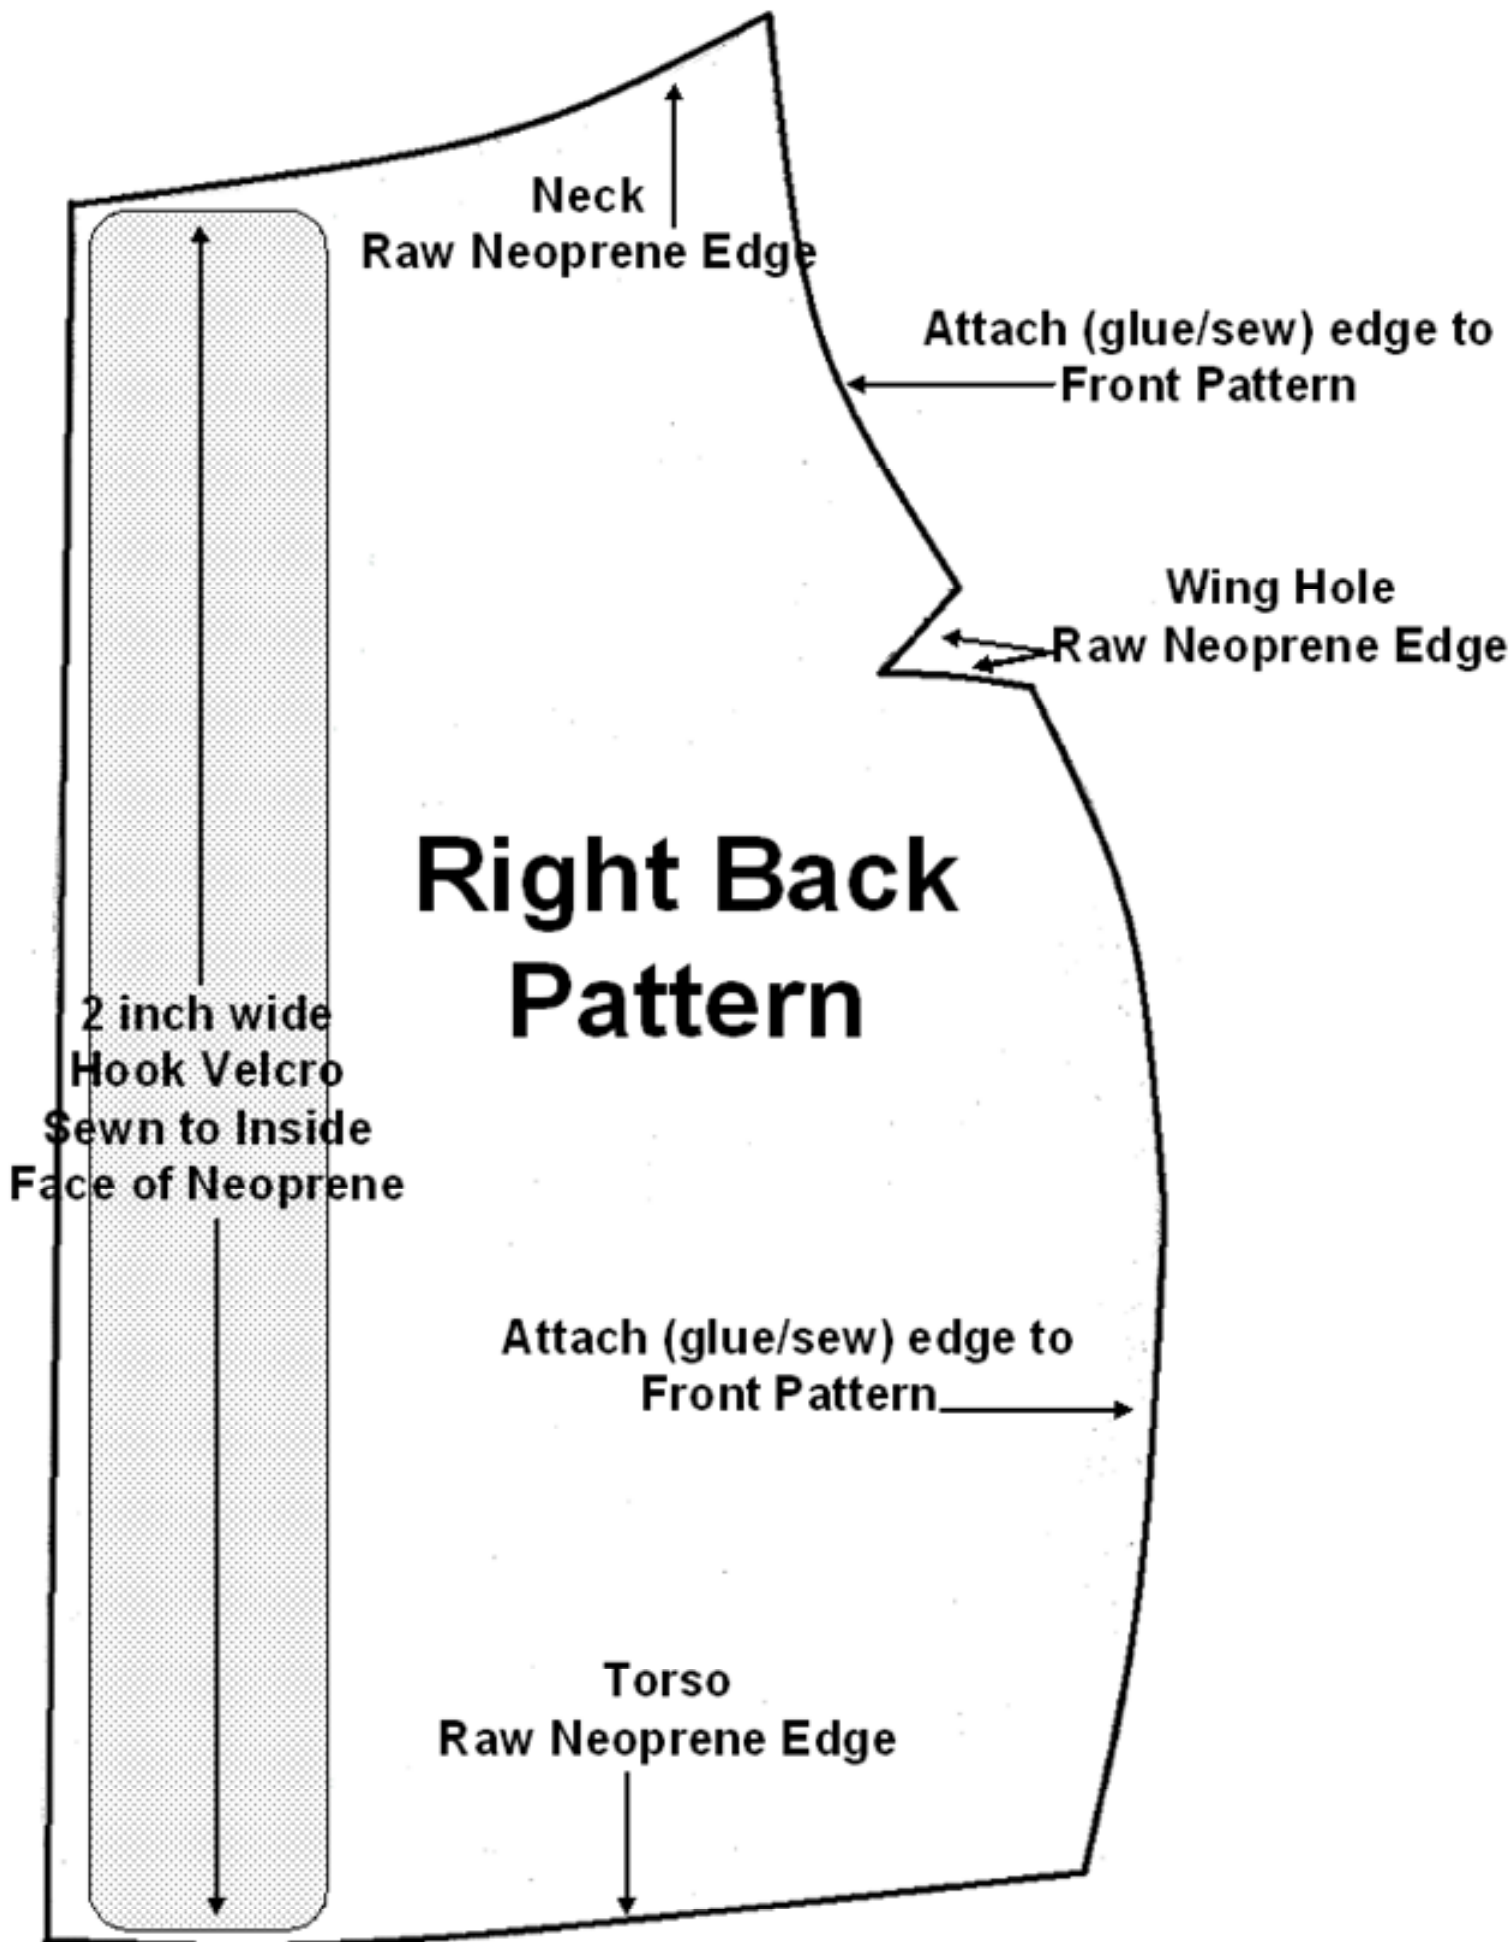 Neck
Raw Neoprene Edge
Attach (glue/sew) edge to
Front Pattern
Wing Hole
Raw Neoprene Edge
Right Back
Pattern
2 inch wide
Hook Velcro
Sewn to Inside
Face of Neoprene
Attach (glue/sew) edge to
Front Pattern
Torso
Raw Neoprene Edge